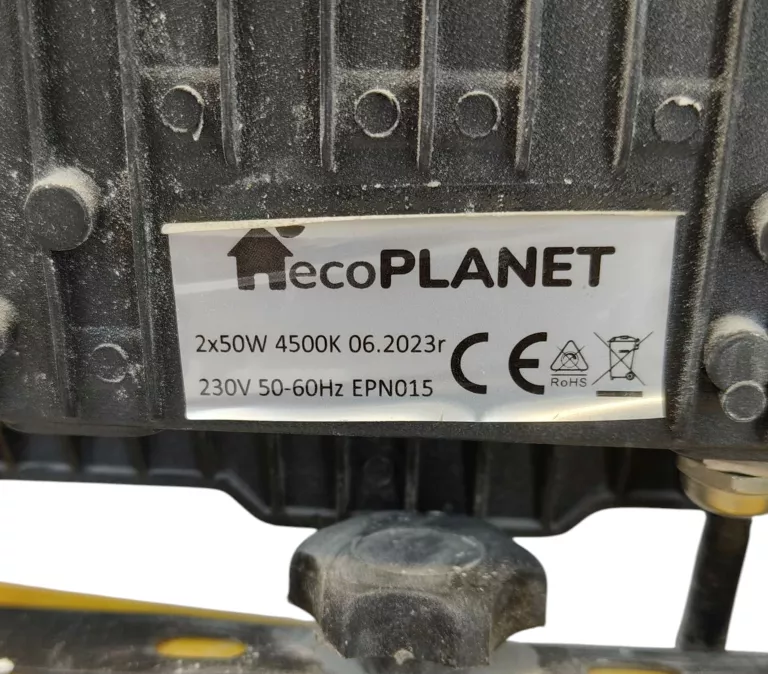 ecoPLANET
2x50W 4500K 06.2023r
230V 50-60Hz EPN015
CE
RoHS